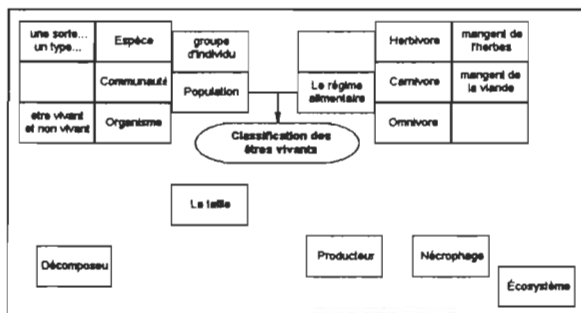 une sorte...
un type...
Espèce
groupe
d'individu
Herbivore
mangent de
l'herbes
Communauté
Population
Le régime
alimentaire
Carnivore
mangent de
la viande
etre vivant
et non vivant
Organisme
Omnivore
Classification des
êtres vivants
La taille
Décomposeu
Producteur
Nécrophage
Écosystème